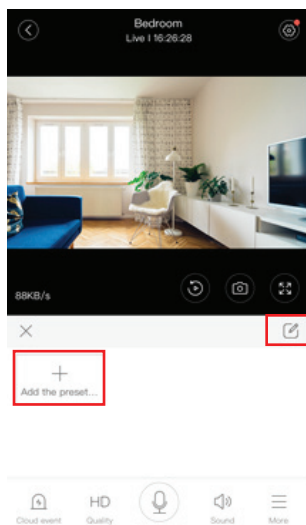 Bedroom
Live | 16:26:28
88KB/s
Add the preset...
HD
Cloud event
Quality
Sound
More